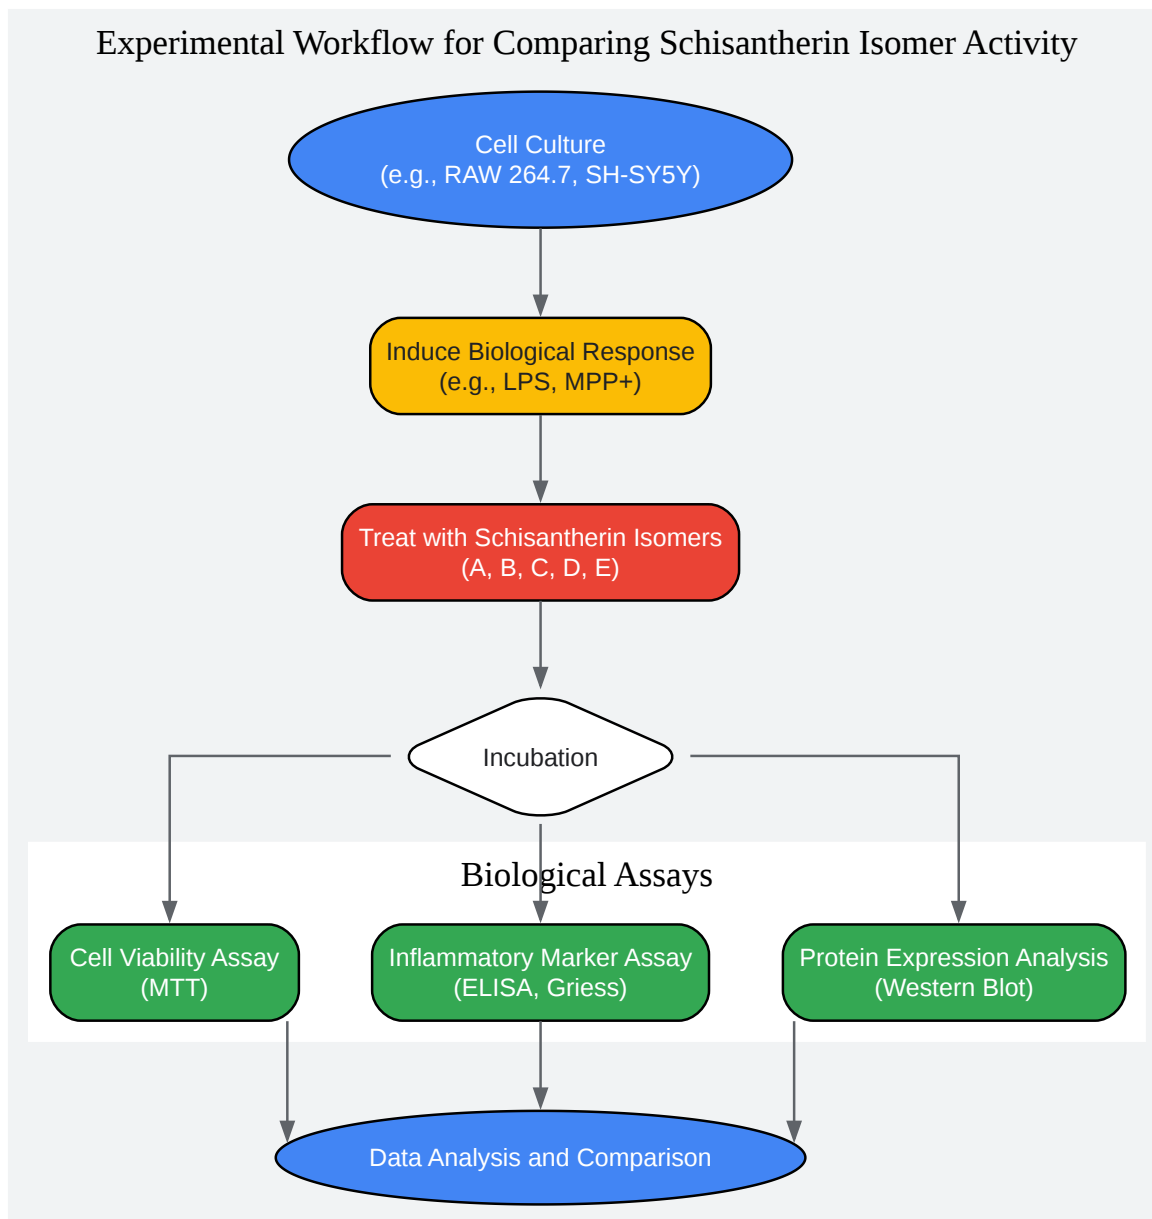 Experimental Workflow for Comparing Schisantherin Isomer Activity
Cell Culture
(e.g., RAW 264.7, SH-SY5Y)
Induce Biological Response
(e.g., LPS, MPP+)
Treat with Schisantherin Isomers
(A, B, C, D, E)
Incubation
Biological Assays
Cell Viability Assay
(MTT)
Inflammatory Marker Assay
(ELISA, Griess)
Protein Expression Analysis
(Western Blot)
Data Analysis and Comparison